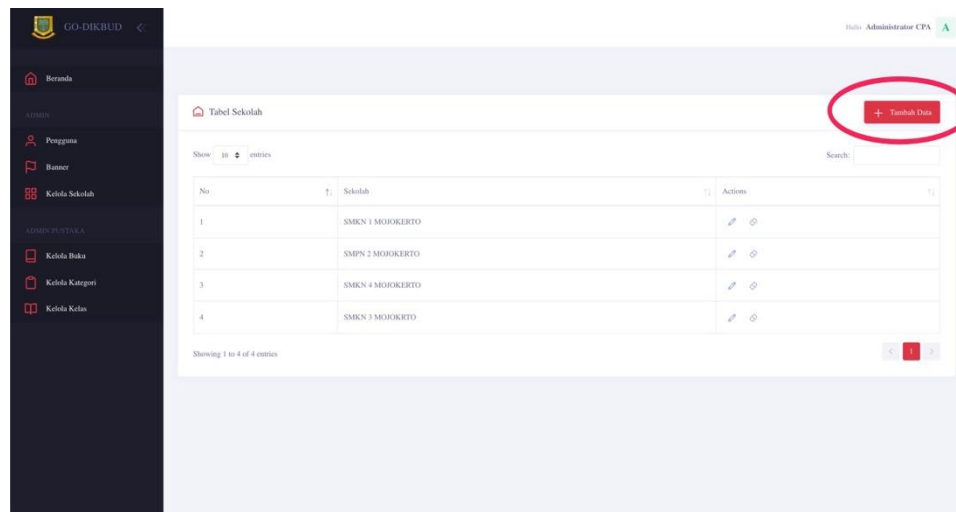 GO-DIKBUD
Hallo Administrator CPA A
Beranda
ADMIN
Pengguna
Banner
Kelola Sekolah
ADMIN PUSTAKA
Kelola Buku
Kelola Kategori
Kelola Kelas
Tabel Sekolah
Tambah Data
Show 10 entries
Search:
No Sekolah Actions
1 SMKN 1 MOJOKERTO
2 SMPN 2 MOJOKERTO
3 SMKN 4 MOJOKERTO
4 SMKN 3 MOJOKRTO
Showing 1 to 4 of 4 entries
1